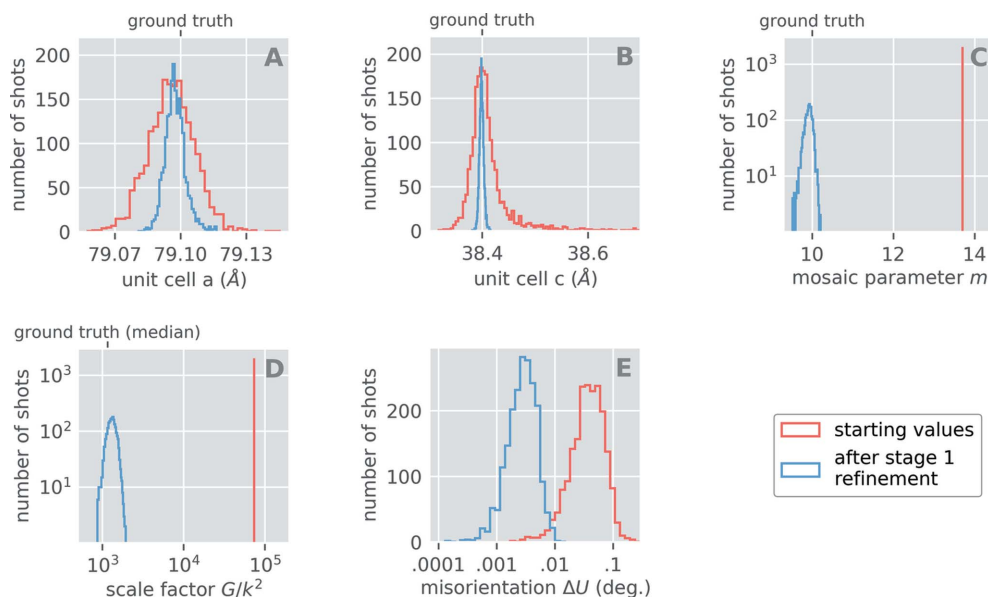 ground truth
A
number of shots
200
150
100
50
0
79.07 79.10 79.13
unit cell a (Å)
ground truth
B
number of shots
200
150
100
50
0
38.4 38.6
unit cell c (Å)
ground truth
C
number of shots
10³
10²
10¹
10 12 14
mosaic parameter m
ground truth (median)
D
number of shots
10³
10²
10¹
10³ 10⁴ 10⁵
scale factor G/k²
E
number of shots
200
100
0
.0001 .001 .01 .1
misorientation ΔU (deg.)
starting values
after stage 1
refinement